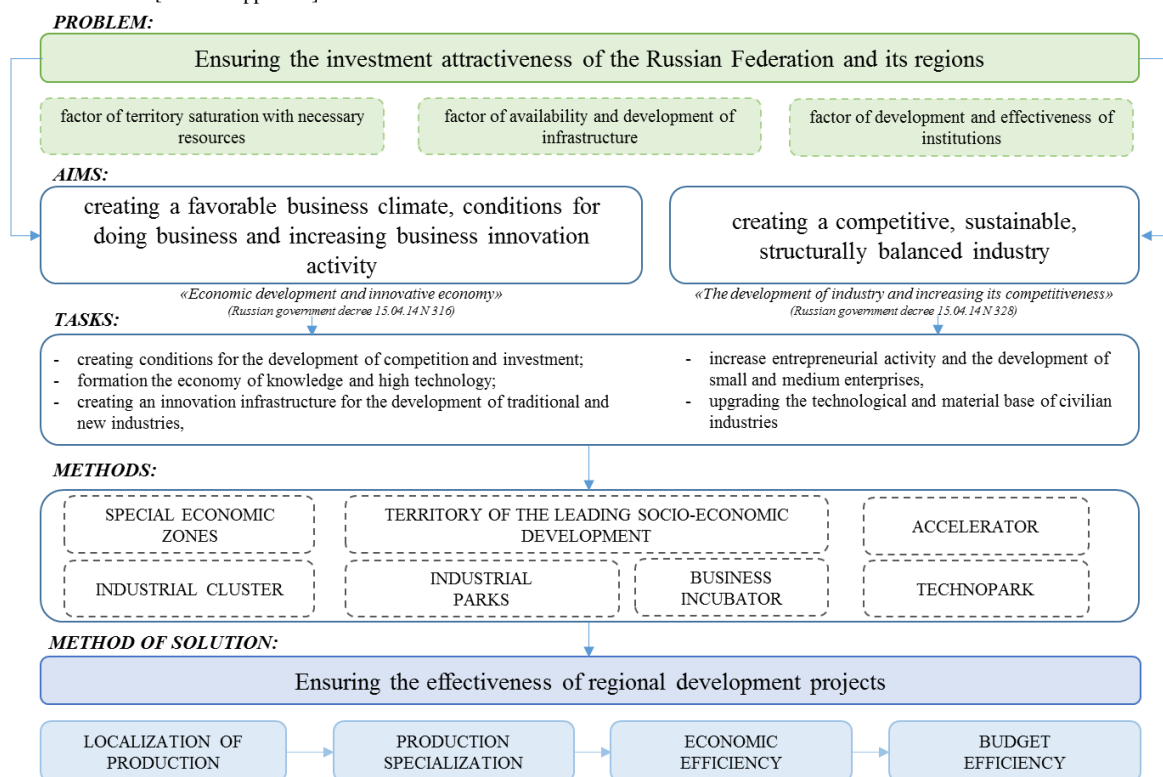 PROBLEM:
Ensuring the investment attractiveness of the Russian Federation and its regions
factor of territory saturation with necessary
resources
factor of availability and development of
infrastructure
factor of development and effectiveness of
institutions
AIMS:
creating a favorable business climate, conditions for
doing business and increasing business innovation
activity
creating a competitive, sustainable,
structurally balanced industry
«Economic development and innovative economy»
(Russian government decree 15.04.14 N 316)
«The development of industry and increasing its competitiveness»
(Russian government decree 15.04.14 N 328)
TASKS:
- creating conditions for the development of competition and investment;
- formation the economy of knowledge and high technology;
- creating an innovation infrastructure for the development of traditional and
new industries,
- increase entrepreneurial activity and the development of
small and medium enterprises,
- upgrading the technological and material base of civilian
industries
METHODS:
SPECIAL ECONOMIC
ZONES
TERRITORY OF THE LEADING SOCIO-ECONOMIC
DEVELOPMENT
ACCELERATOR
INDUSTRIAL CLUSTER
INDUSTRIAL
PARKS
BUSINESS
INCUBATOR
TECHNOPARK
METHOD OF SOLUTION:
Ensuring the effectiveness of regional development projects
LOCALIZATION OF
PRODUCTION
PRODUCTION
SPECIALIZATION
ECONOMIC
EFFICIENCY
BUDGET
EFFICIENCY